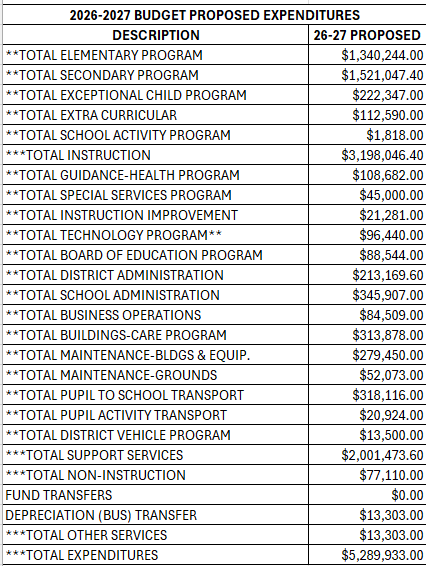 2026-2027 BUDGET PROPOSED EXPENDITURES
DESCRIPTION 26-27 PROPOSED
**TOTAL ELEMENTARY PROGRAM $1,340,244.00
**TOTAL SECONDARY PROGRAM $1,521,047.40
**TOTAL EXCEPTIONAL CHILD PROGRAM $222,347.00
**TOTAL EXTRA CURRICULAR $112,590.00
**TOTAL SCHOOL ACTIVITY PROGRAM $1,818.00
***TOTAL INSTRUCTION $3,198,046.40
**TOTAL GUIDANCE-HEALTH PROGRAM $108,682.00
**TOTAL SPECIAL SERVICES PROGRAM $45,000.00
**TOTAL INSTRUCTION IMPROVEMENT $21,281.00
**TOTAL TECHNOLOGY PROGRAM** $96,440.00
**TOTAL BOARD OF EDUCATION PROGRAM $88,544.00
**TOTAL DISTRICT ADMINISTRATION $213,169.60
**TOTAL SCHOOL ADMINISTRATION $345,907.00
**TOTAL BUSINESS OPERATIONS $84,509.00
**TOTAL BUILDINGS-CARE PROGRAM $313,878.00
**TOTAL MAINTENANCE-BLDGS & EQUIP. $279,450.00
**TOTAL MAINTENANCE-GROUNDS $52,073.00
**TOTAL PUPIL TO SCHOOL TRANSPORT $318,116.00
**TOTAL PUPIL ACTIVITY TRANSPORT $20,924.00
**TOTAL DISTRICT VEHICLE PROGRAM $13,500.00
***TOTAL SUPPORT SERVICES $2,001,473.60
***TOTAL NON-INSTRUCTION $77,110.00
FUND TRANSFERS $0.00
DEPRECIATION (BUS) TRANSFER $13,303.00
***TOTAL OTHER SERVICES $13,303.00
***TOTAL EXPENDITURES $5,289,933.00